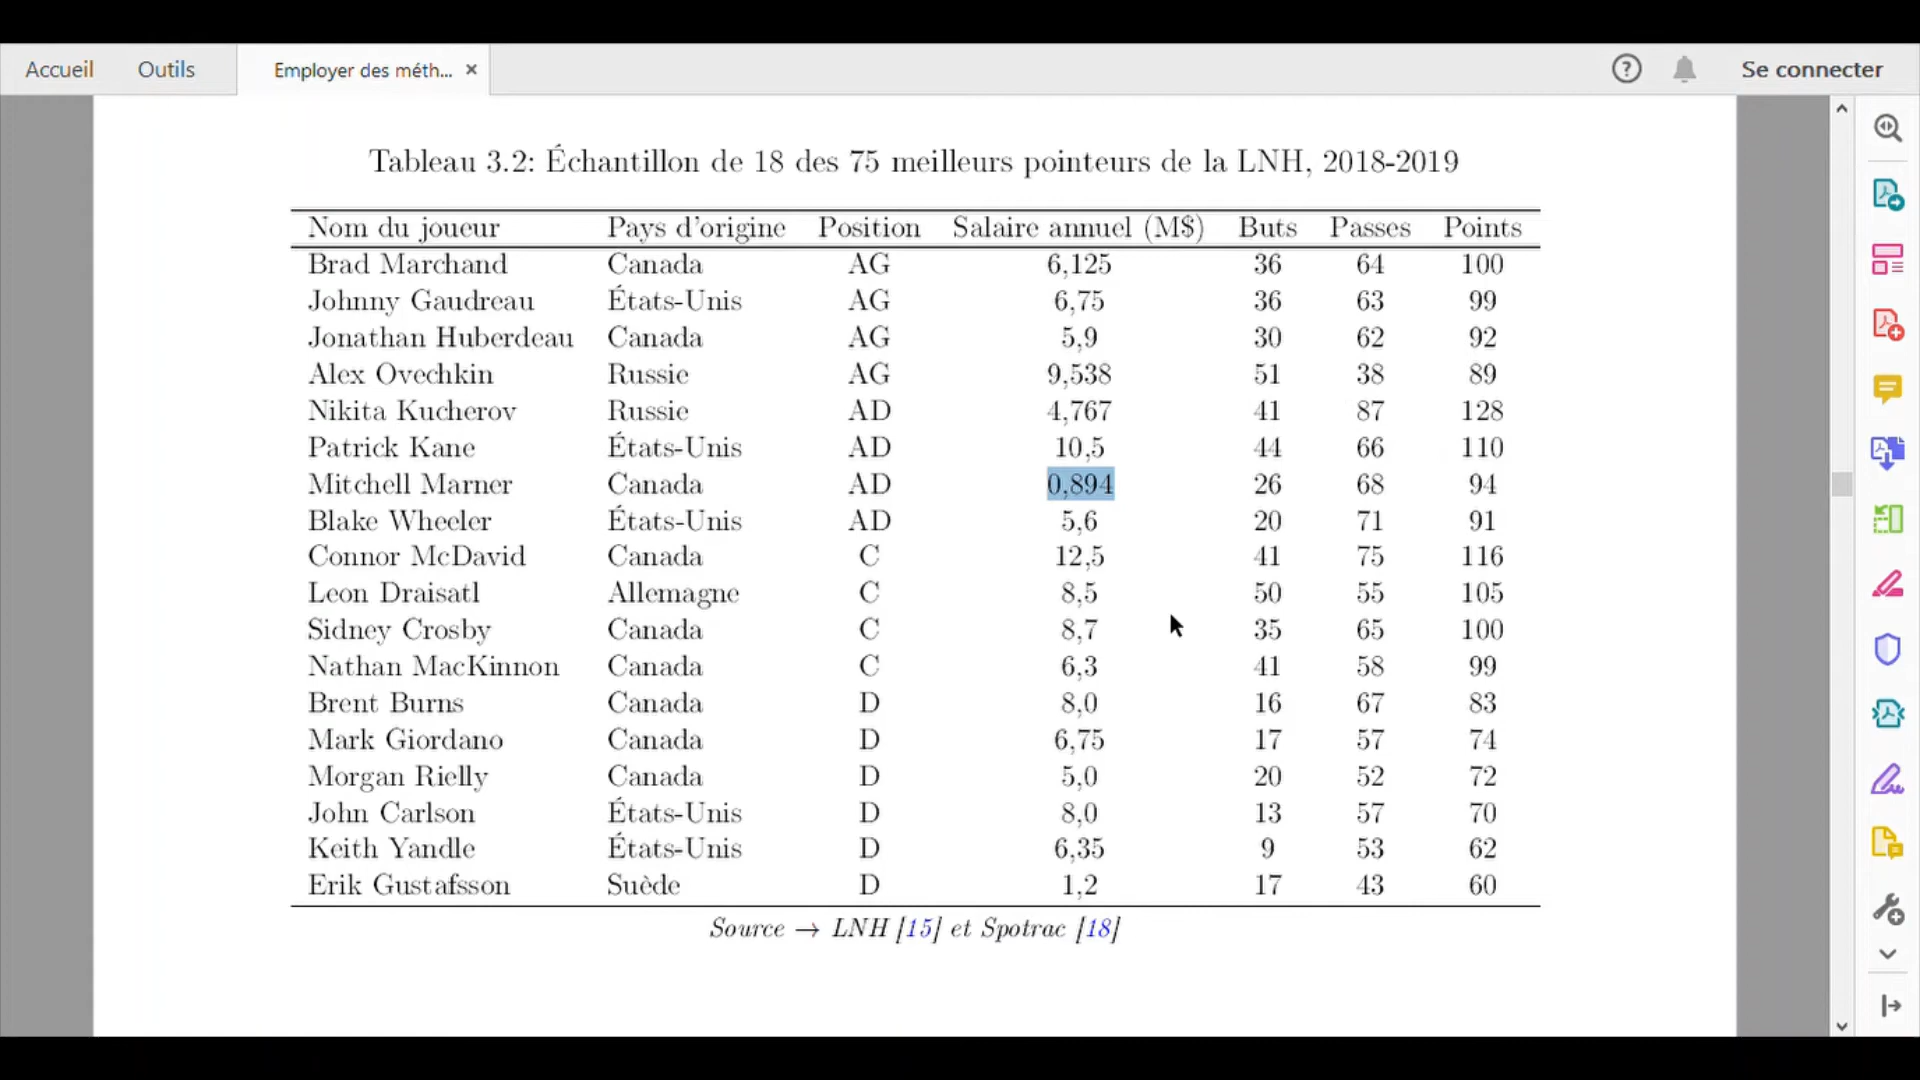 Accueil Outils Employer des méth... × ? Se connecter
Tableau 3.2: Échantillon de 18 des 75 meilleurs pointeurs de la LNH, 2018-2019
Nom du joueur Pays d'origine Position Salaire annuel (M$) Buts Passes Points
Brad Marchand Canada AG 6,125 36 64 100
Johnny Gaudreau États-Unis AG 6,75 36 63 99
Jonathan Huberdeau Canada AG 5,9 30 62 92
Alex Ovechkin Russie AG 9,538 51 38 89
Nikita Kucherov Russie AD 4,767 41 87 128
Patrick Kane États-Unis AD 10,5 44 66 110
Mitchell Marner Canada AD 0,894 26 68 94
Blake Wheeler États-Unis AD 5,6 20 71 91
Connor McDavid Canada C 12,5 41 75 116
Leon Draisatl Allemagne C 8,5 50 55 105
Sidney Crosby Canada C 8,7 35 65 100
Nathan MacKinnon Canada C 6,3 41 58 99
Brent Burns Canada D 8,0 16 67 83
Mark Giordano Canada D 6,75 17 57 74
Morgan Rielly Canada D 5,0 20 52 72
John Carlson États-Unis D 8,0 13 57 70
Keith Yandle États-Unis D 6,35 9 53 62
Erik Gustafsson Suède D 1,2 17 43 60
Source → LNH [15] et Spotrac [18]